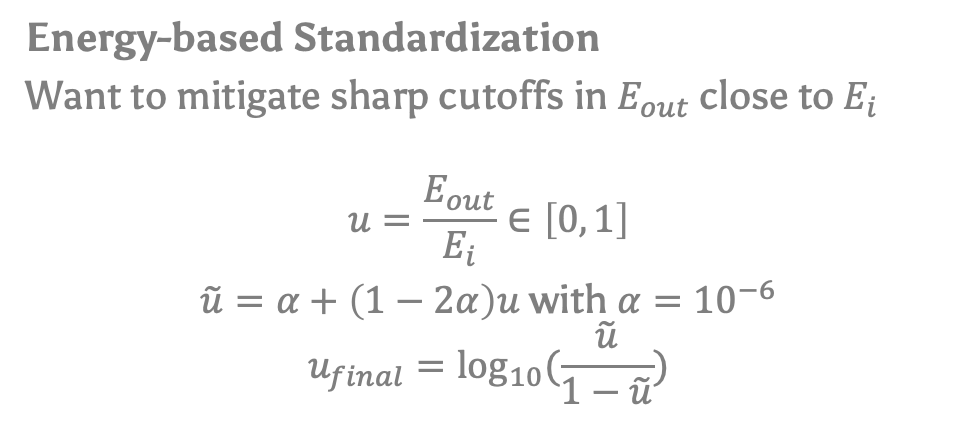 Energy-based Standardization
Want to mitigate sharp cutoffs in E_out close to E_i
u = E_out / E_i ∈ [0, 1]
ũ = α + (1 − 2α)u with α = 10⁻⁶
u_final = log₁₀(ũ / (1 − ũ))